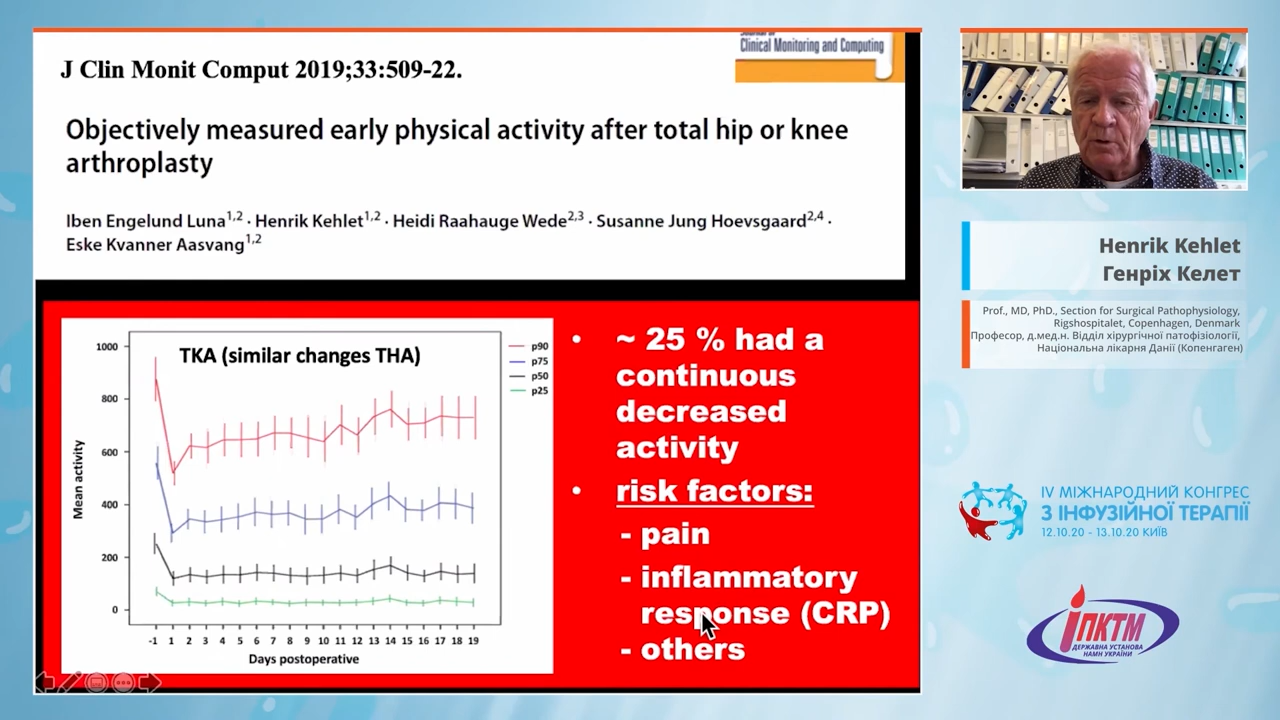 J Clin Monit Comput 2019;33:509-22.
Clinical Monitoring and Computing
Objectively measured early physical activity after total hip or knee
arthroplasty
Iben Engelund Luna1,2 · Henrik Kehlet1,2 · Heidi Raahauge Wede2,3 · Susanne Jung Hoevsgaard2,4 ·
Eske Kvanner Aasvang1,2
TKA (similar changes THA)
p90
p75
p50
p25
1000
800
600
400
200
0
Mean activity
-1 1 2 3 4 5 6 7 8 9 10 11 12 13 14 15 16 17 18 19
Days postoperative
• ~ 25 % had a
continuous
decreased
activity
• risk factors:
- pain
- inflammatory
response (CRP)
- others
Henrik Kehlet
Генріх Келет
Prof., MD, PhD., Section for Surgical Pathophysiology,
Rigshospitalet, Copenhagen, Denmark
Професор, д.мед.н. Відділ хірургічної патофізіології,
Національна лікарня Данії (Копенгаген)
IV МІЖНАРОДНИЙ КОНГРЕС
З ІНФУЗІЙНОЇ ТЕРАПІЇ
12.10.20 - 13.10.20 КИЇВ
ІПКТМ
ДЕРЖАВНА УСТАНОВА
НАМН УКРАЇНИ